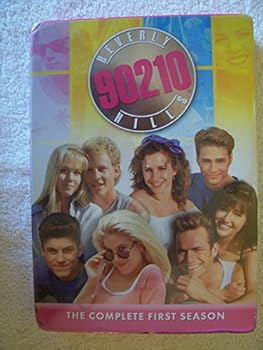 BEVERLY
90210
HILLS
THE COMPLETE FIRST SEASON